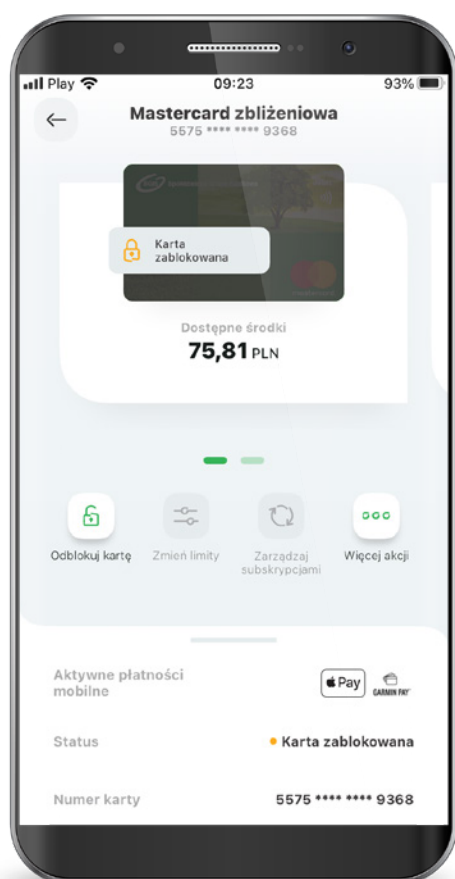 Play
09:23
93%
Mastercard zbliżeniowa
5575 **** **** 9368
Karta
zablokowana
Dostępne środki
75,81 PLN
Odblokuj kartę
Zmień limity
Zarządzaj
subskrypcjami
Więcej akcji
Aktywne płatności
mobilne
Pay
GARMIN PAY
Status
Karta zablokowana
Numer karty
5575 **** **** 9368